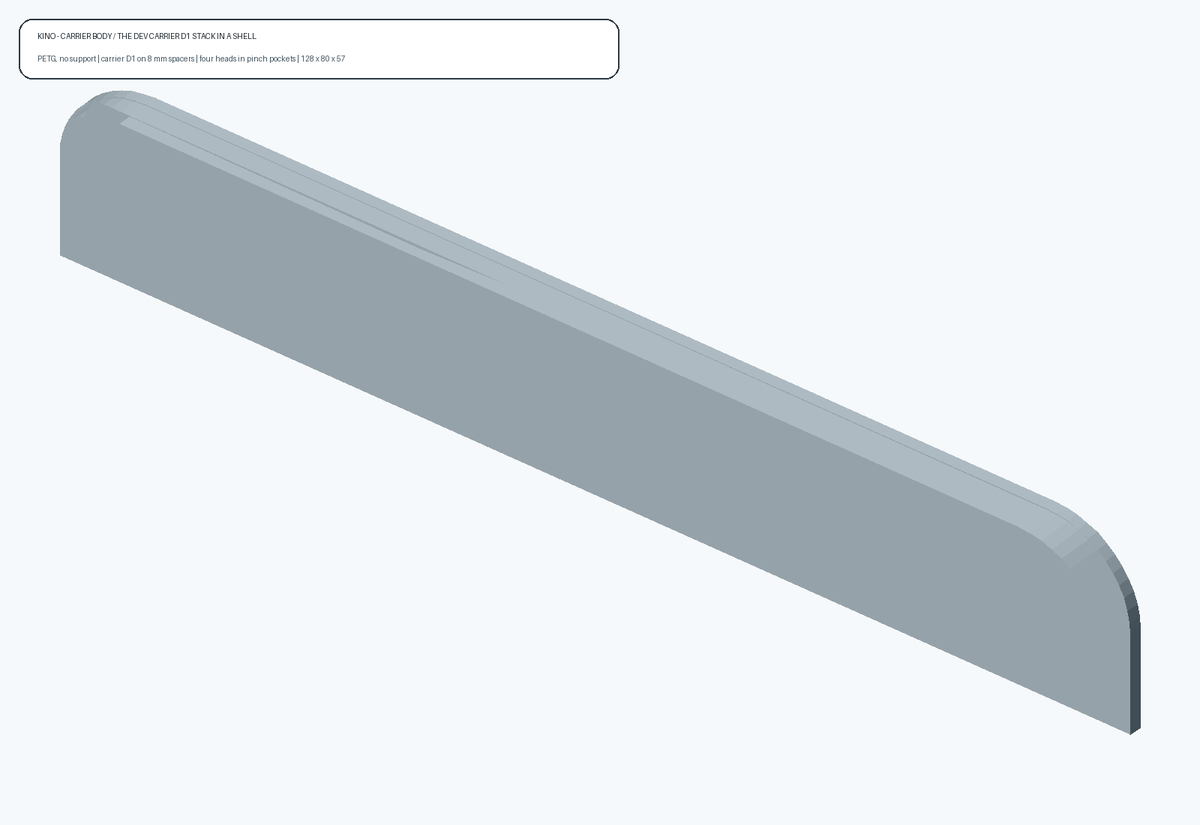 KINO - CARRIER BODY / THE DEV CARRIER D1 STACK IN A SHELL
PETG, no support | carrier D1 on 8 mm spacers | four heads in pinch pockets | 128 x 80 x 57